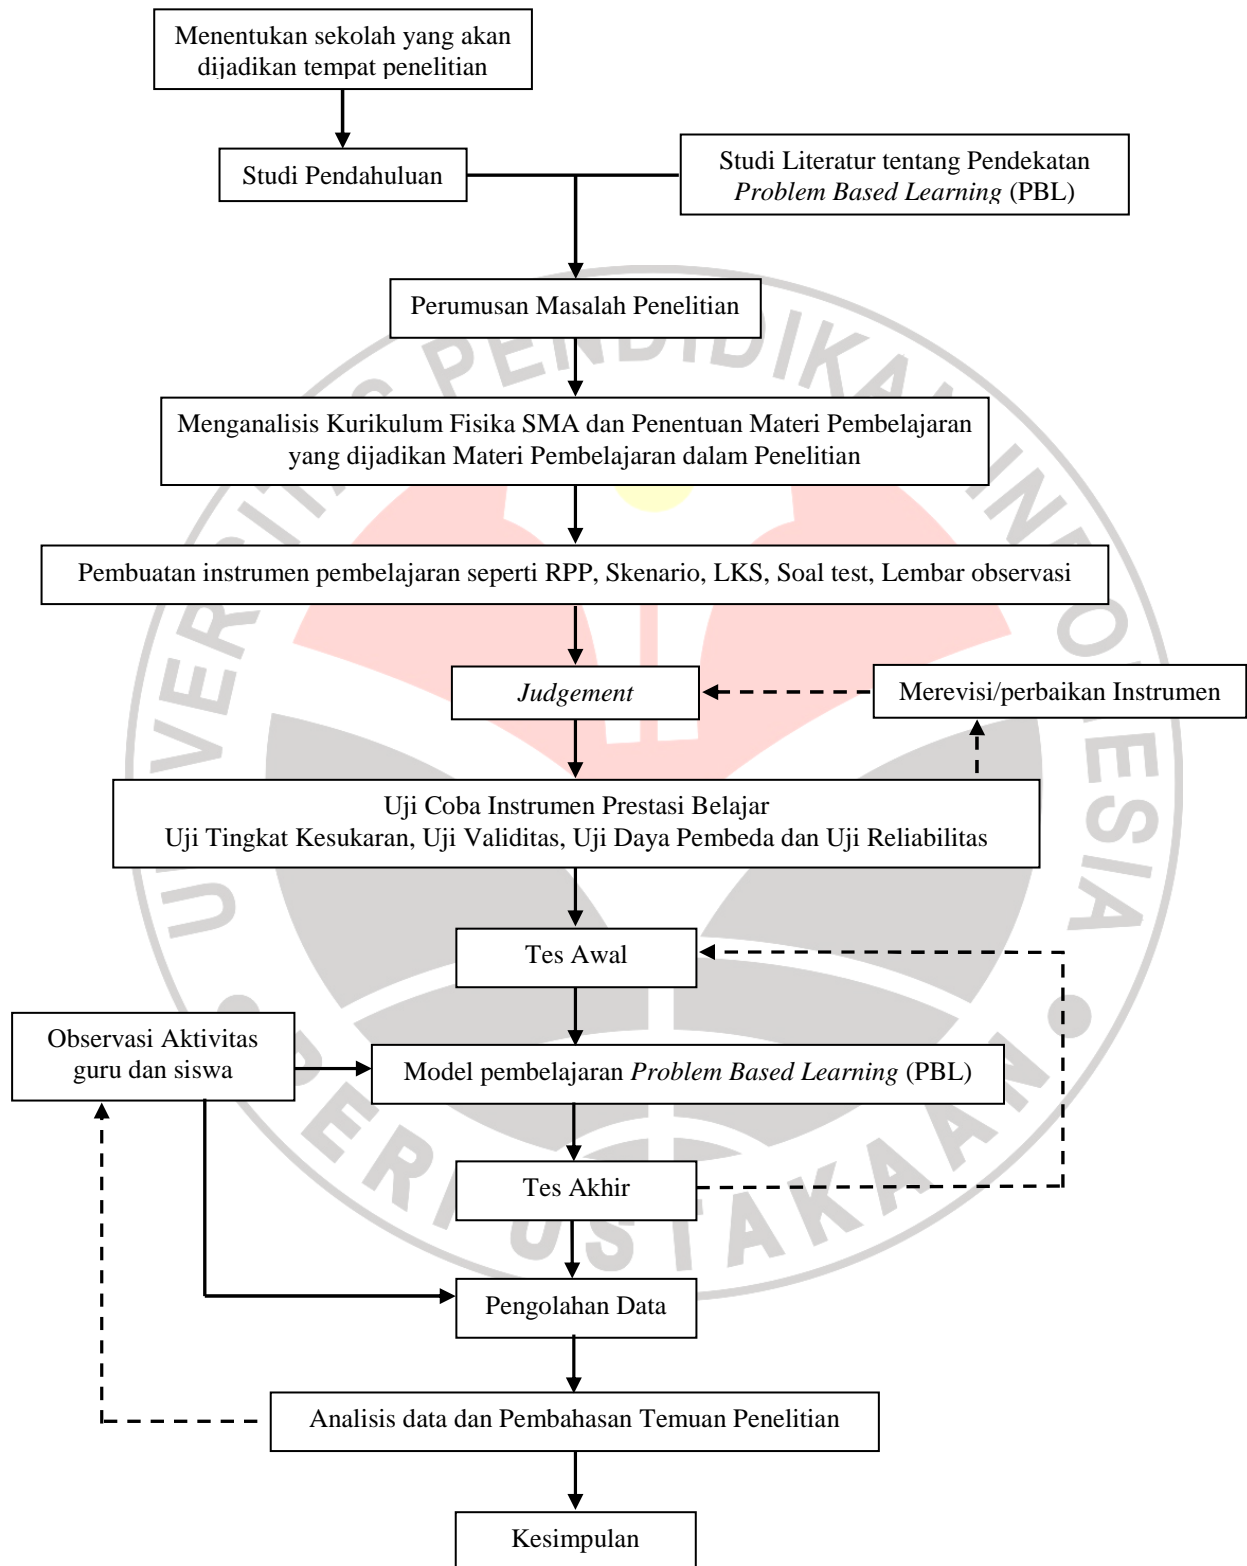 Menentukan sekolah yang akan
dijadikan tempat penelitian
Studi Pendahuluan
Studi Literatur tentang Pendekatan
Problem Based Learning (PBL)
Perumusan Masalah Penelitian
Menganalisis Kurikulum Fisika SMA dan Penentuan Materi Pembelajaran
yang dijadikan Materi Pembelajaran dalam Penelitian
Pembuatan instrumen pembelajaran seperti RPP, Skenario, LKS, Soal test, Lembar observasi
Judgement
Merevisi/perbaikan Instrumen
Uji Coba Instrumen Prestasi Belajar
Uji Tingkat Kesukaran, Uji Validitas, Uji Daya Pembeda dan Uji Reliabilitas
Tes Awal
Observasi Aktivitas
guru dan siswa
Model pembelajaran Problem Based Learning (PBL)
Tes Akhir
Pengolahan Data
Analisis data dan Pembahasan Temuan Penelitian
Kesimpulan
UNIVERSITAS PENDIDIKAN INDONESIA
PERPUSTAKAAN